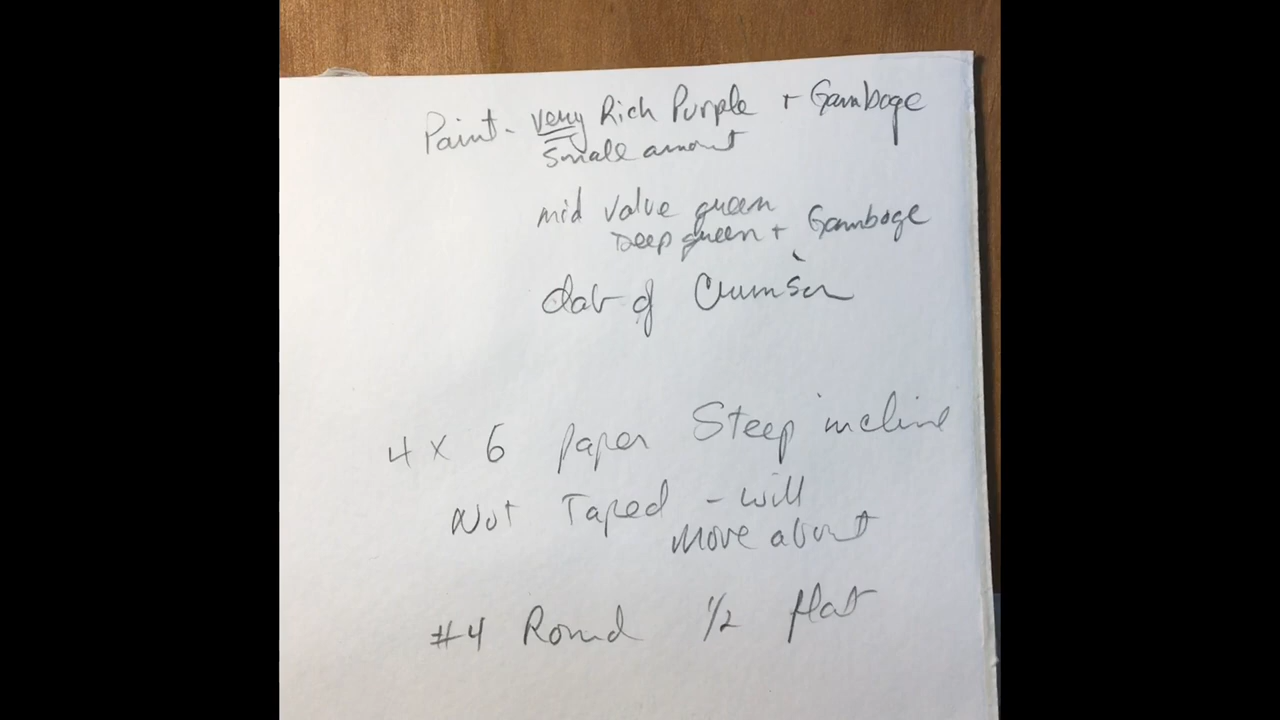 Paint - very Rich Purple + Gamboge
small amount
mid value green
Deep green + Gamboge
dab of Crimson
4 x 6 paper Steep incline
Not Taped - will
Move about
#4 Round 1/2 flat